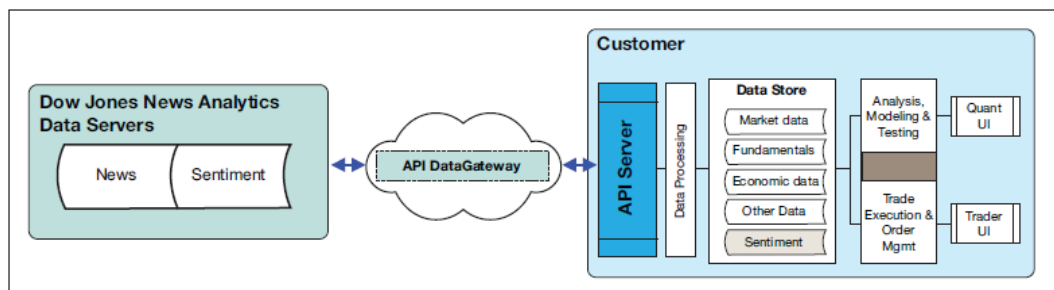 Dow Jones News Analytics
Data Servers
News
Sentiment
API DataGateway
Customer
API Server
Data Processing
Data Store
Market data
Fundamentals
Economic data
Other Data
Sentiment
Analysis,
Modeling &
Testing
Trade
Execution &
Order
Mgmt
Quant
UI
Trader
UI